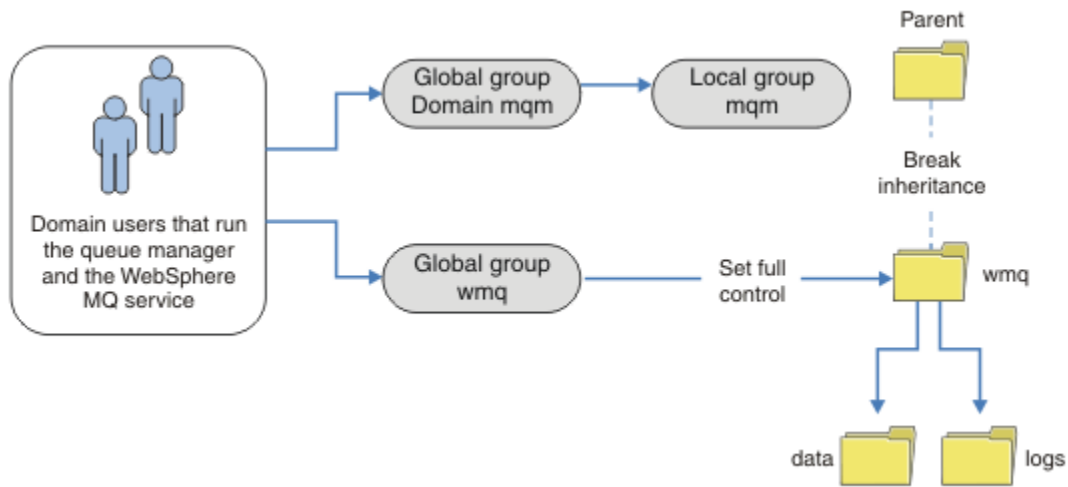 Parent
Global group
Domain mqm
Local group
mqm
Break
inheritance
Domain users that run
the queue manager
and the WebSphere
MQ service
Global group
wmq
Set full
control
wmq
data
logs